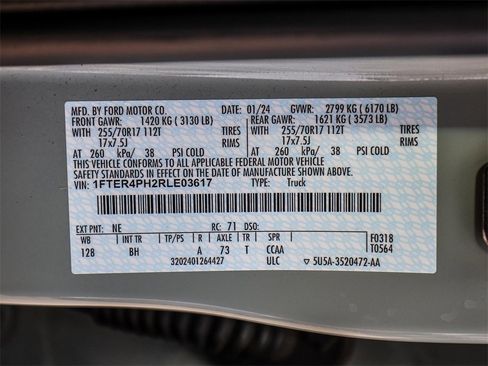 MFD. BY FORD MOTOR CO. DATE: 01/24 GVWR: 2799 KG ( 6170 LB)
FRONT GAWR: 1420 KG ( 3130 LB) REAR GAWR: 1621 KG ( 3573 LB)
WITH 255/70R17 112T TIRES WITH 255/70R17 112T TIRES
17x7.5J RIMS 17x7.5J RIMS
AT 260 kPa/ 38 PSI COLD AT 260 kPa/ 38 PSI COLD
THIS VEHICLE CONFORMS TO ALL APPLICABLE FEDERAL MOTOR VEHICLE
SAFETY STANDARDS IN EFFECT ON THE DATE OF MANUFACTURE SHOWN ABOVE.
VIN: 1FTER4PH2RLE03617 TYPE: Truck
EXT PNT: NE RC: 71 DSO:
WB INT TR TP/PS R AXLE TR SPR F0318
128 BH A 73 T CCAA T0564
3202401264427 ULC ▽ 5U5A-3520472-AA